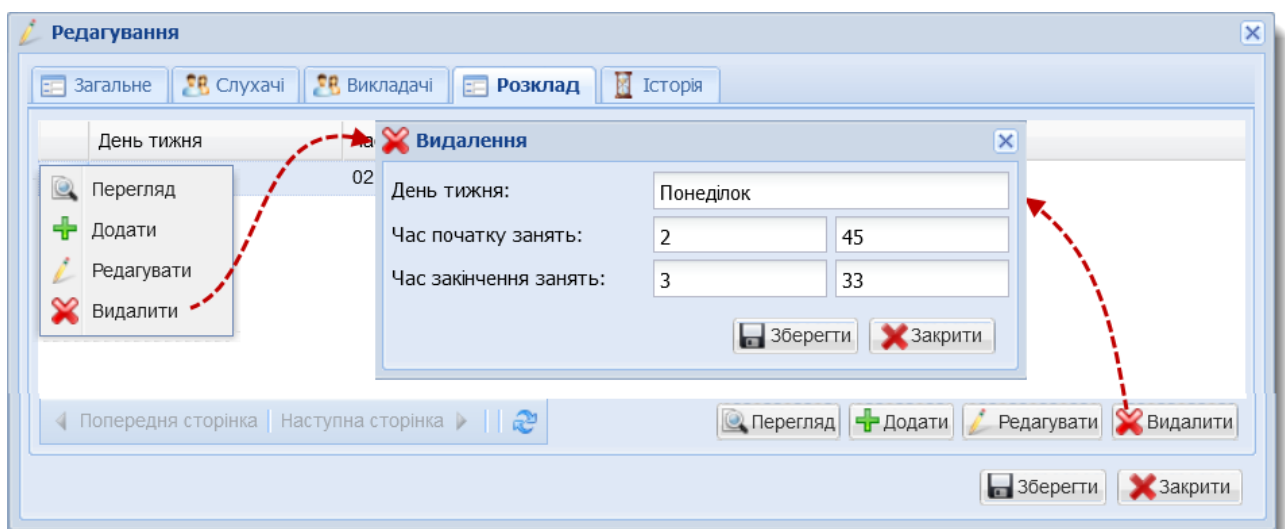 Редагування
Загальне Слухачі Викладачі Розклад Історія
День тижня
02
Перегляд
Додати
Редагувати
Видалити
Видалення
День тижня: Понеділок
Час початку занять: 2 45
Час закінчення занять: 3 33
Зберегти Закрити
Попередня сторінка Наступна сторінка Перегляд Додати Редагувати Видалити
Зберегти Закрити